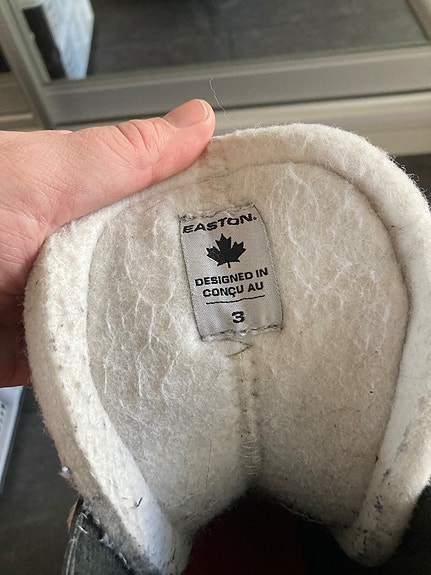 EASTON®
DESIGNED IN
CONÇU AU
3